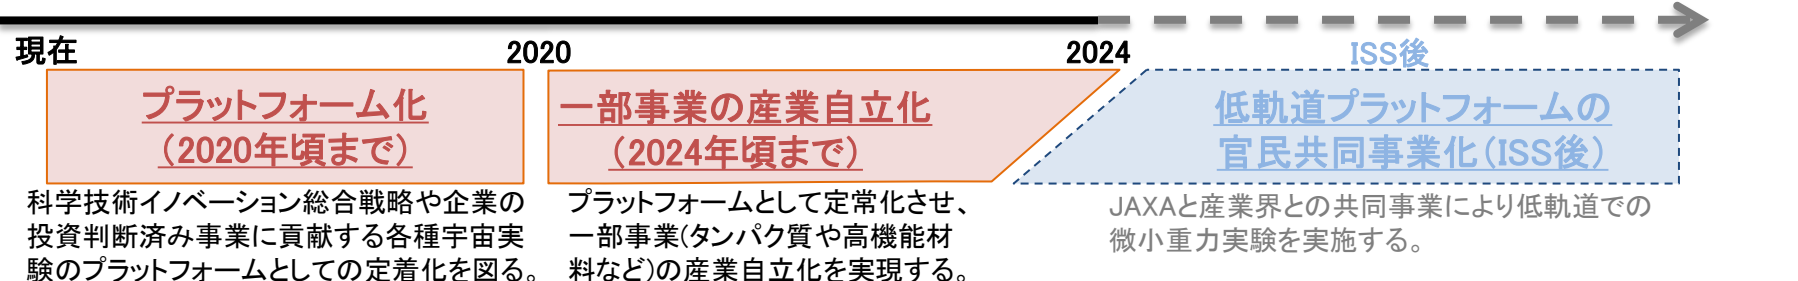 現在
2020
2024
ISS後
プラットフォーム化
（2020年頃まで）
一部事業の産業自立化
（2024年頃まで）
低軌道プラットフォームの
官民共同事業化（ISS後）
科学技術イノベーション総合戦略や企業の
投資判断済み事業に貢献する各種宇宙実
験のプラットフォームとしての定着化を図る。
プラットフォームとして定常化させ、
一部事業(タンパク質や高機能材
料など)の産業自立化を実現する。
JAXAと産業界との共同事業により低軌道での
微小重力実験を実施する。